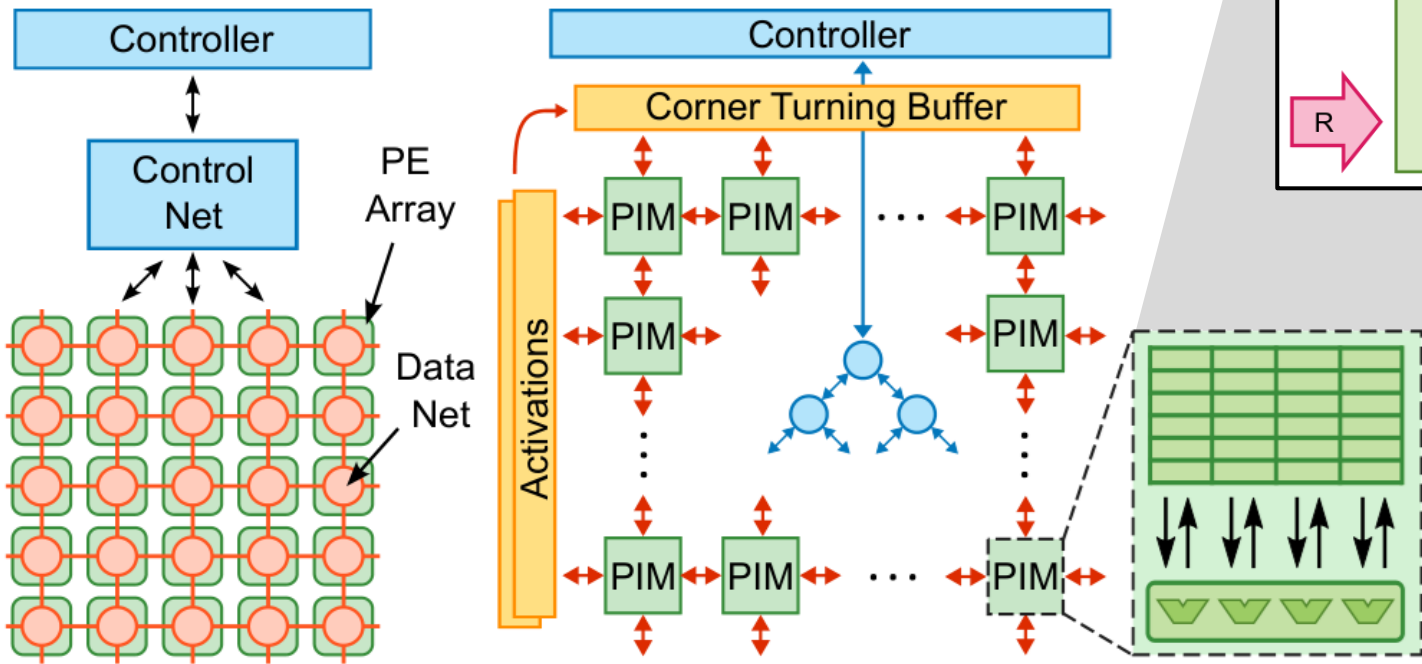 Controller
Control
Net
PE
Array
Data
Net
Controller
Corner Turning Buffer
Activations
PIM
PIM
...
PIM
PIM
PIM
...
...
PIM
PIM
...
PIM
R